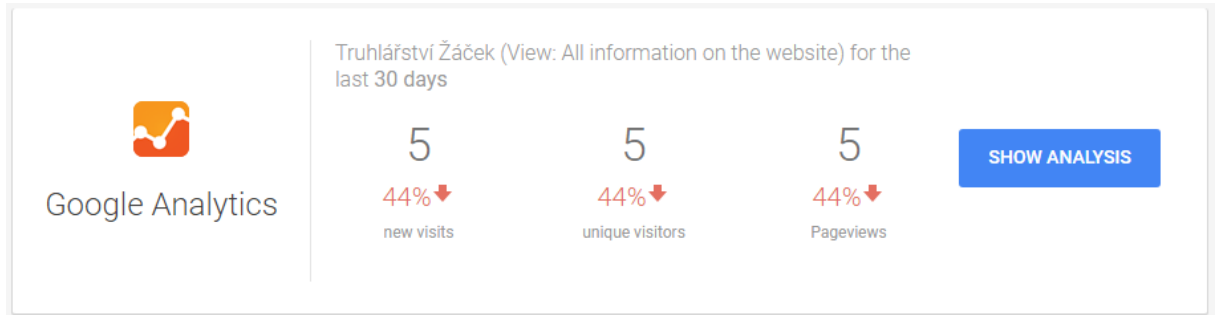 Truhlářství Žáček (View: All information on the website) for the
last 30 days
5 5 5
44% 44% 44%
new visits unique visitors Pageviews
SHOW ANALYSIS
Google Analytics